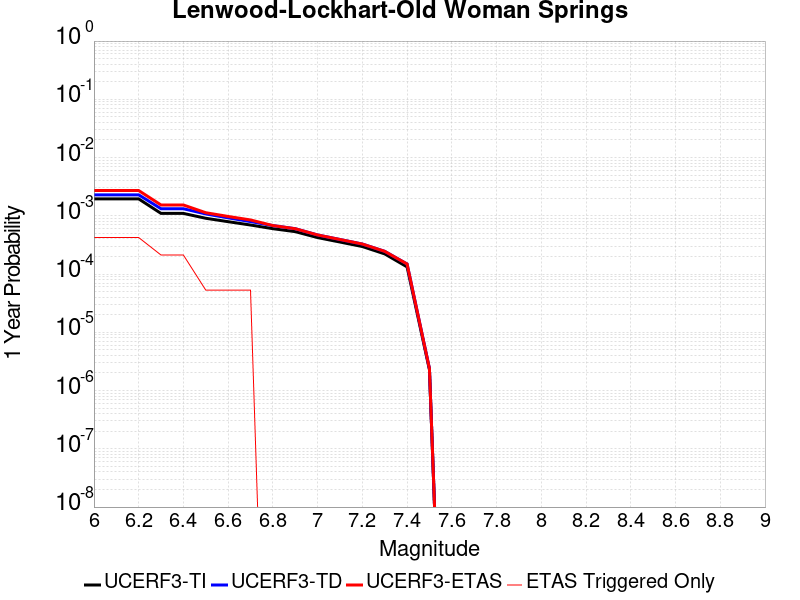 Lenwood-Lockhart-Old Woman Springs
10^0
10^-1
10^-2
10^-3
10^-4
10^-5
10^-6
10^-7
10^-8
1 Year Probability
6 6.2 6.4 6.6 6.8 7 7.2 7.4 7.6 7.8 8 8.2 8.4 8.6 8.8 9
Magnitude
UCERF3-TI UCERF3-TD UCERF3-ETAS ETAS Triggered Only